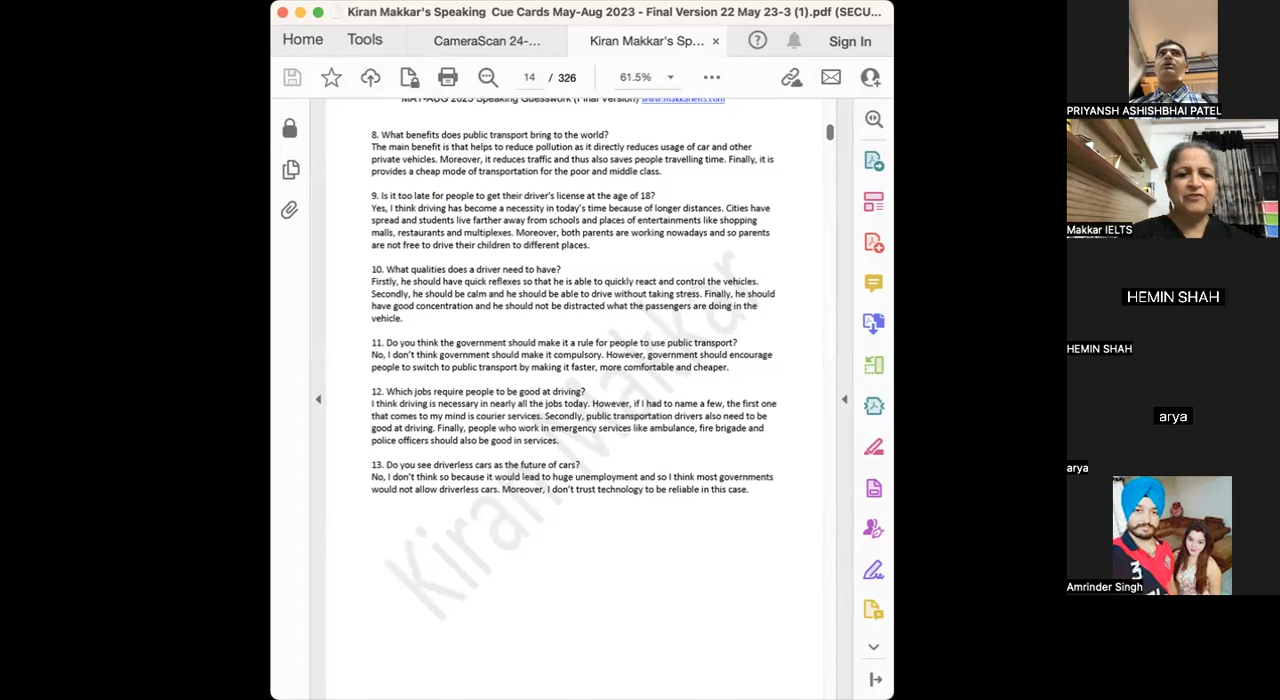 Kiran Makkar's Speaking Cue Cards May-Aug 2023 - Final Version 22 May 23-3 (1).pdf (SECU...
Home Tools CameraScan 24-... Kiran Makkar's Sp... × Sign In
14 / 326 61.5%
MAY-AUG 2023 Speaking Guesswork (Final Version) www.makkarielts.com
8. What benefits does public transport bring to the world?
The main benefit is that helps to reduce pollution as it directly reduces usage of car and other
private vehicles. Moreover, it reduces traffic and thus also saves people travelling time. Finally, it is
provides a cheap mode of transportation for the poor and middle class.
9. Is it too late for people to get their driver's license at the age of 18?
Yes, I think driving has become a necessity in today's time because of longer distances. Cities have
spread and students live farther away from schools and places of entertainments like shopping
malls, restaurants and multiplexes. Moreover, both parents are working nowadays and so parents
are not free to drive their children to different places.
10. What qualities does a driver need to have?
Firstly, he should have quick reflexes so that he is able to quickly react and control the vehicles.
Secondly, he should be calm and he should be able to drive without taking stress. Finally, he should
have good concentration and he should not be distracted what the passengers are doing in the
vehicle.
11. Do you think the government should make it a rule for people to use public transport?
No, I don't think government should make it compulsory. However, government should encourage
people to switch to public transport by making it faster, more comfortable and cheaper.
12. Which jobs require people to be good at driving?
I think driving is necessary in nearly all the jobs today. However, if I had to name a few, the first one
that comes to my mind is courier services. Secondly, public transportation drivers also need to be
good at driving. Finally, people who work in emergency services like ambulance, fire brigade and
police officers should also be good in services.
13. Do you see driverless cars as the future of cars?
No, I don't think so because it would lead to huge unemployment and so I think most governments
would not allow driverless cars. Moreover, I don't trust technology to be reliable in this case.
Kiran Makkar
PRIYANSH ASHISHBHAI PATEL
Makkar IELTS
HEMIN SHAH
HEMIN SHAH
arya
arya
Amrinder Singh